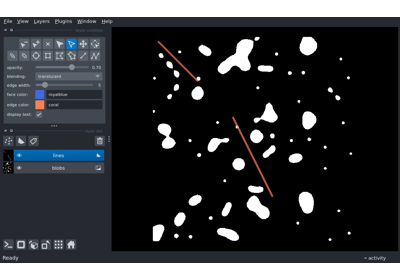 File View Layers Plugins Window Help
opacity: 0.70
blending: translucent
edge width: 5
face color: royalblue
edge color: coral
display text: ✓
lines
blobs
Ready activity